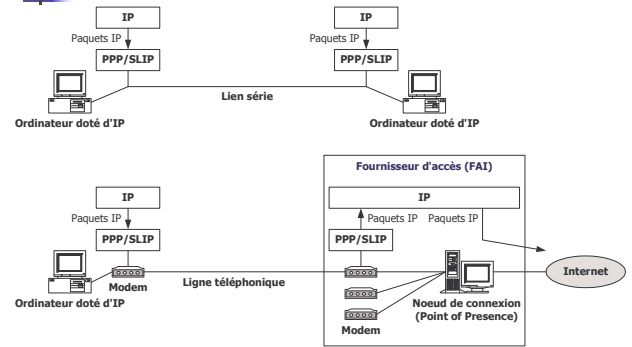 IP
IP
Paquets IP
Paquets IP
PPP/SLIP
PPP/SLIP
Lien série
Ordinateur doté d'IP
Ordinateur doté d'IP
Fournisseur d'accès (FAI)
IP
IP
Paquets IP
Paquets IP
Paquets IP
PPP/SLIP
PPP/SLIP
Internet
Ligne téléphonique
Modem
Ordinateur doté d'IP
Noeud de connexion
(Point of Presence)
Modem